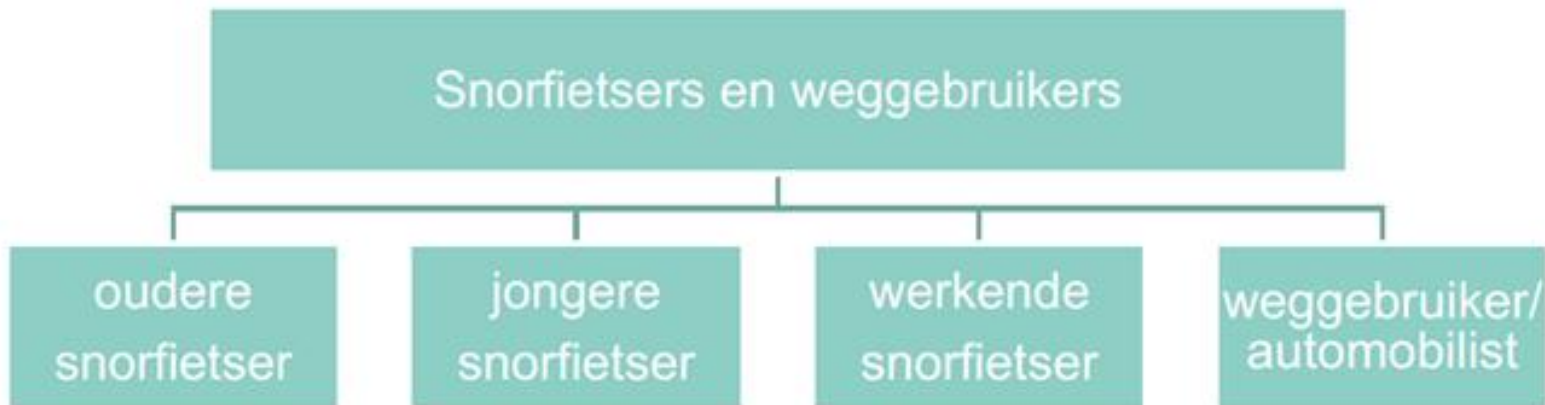 Snorfietsers en weggebruikers
oudere
snorfietser
jongere
snorfietser
werkende
snorfietser
weggebruiker/
automobilist